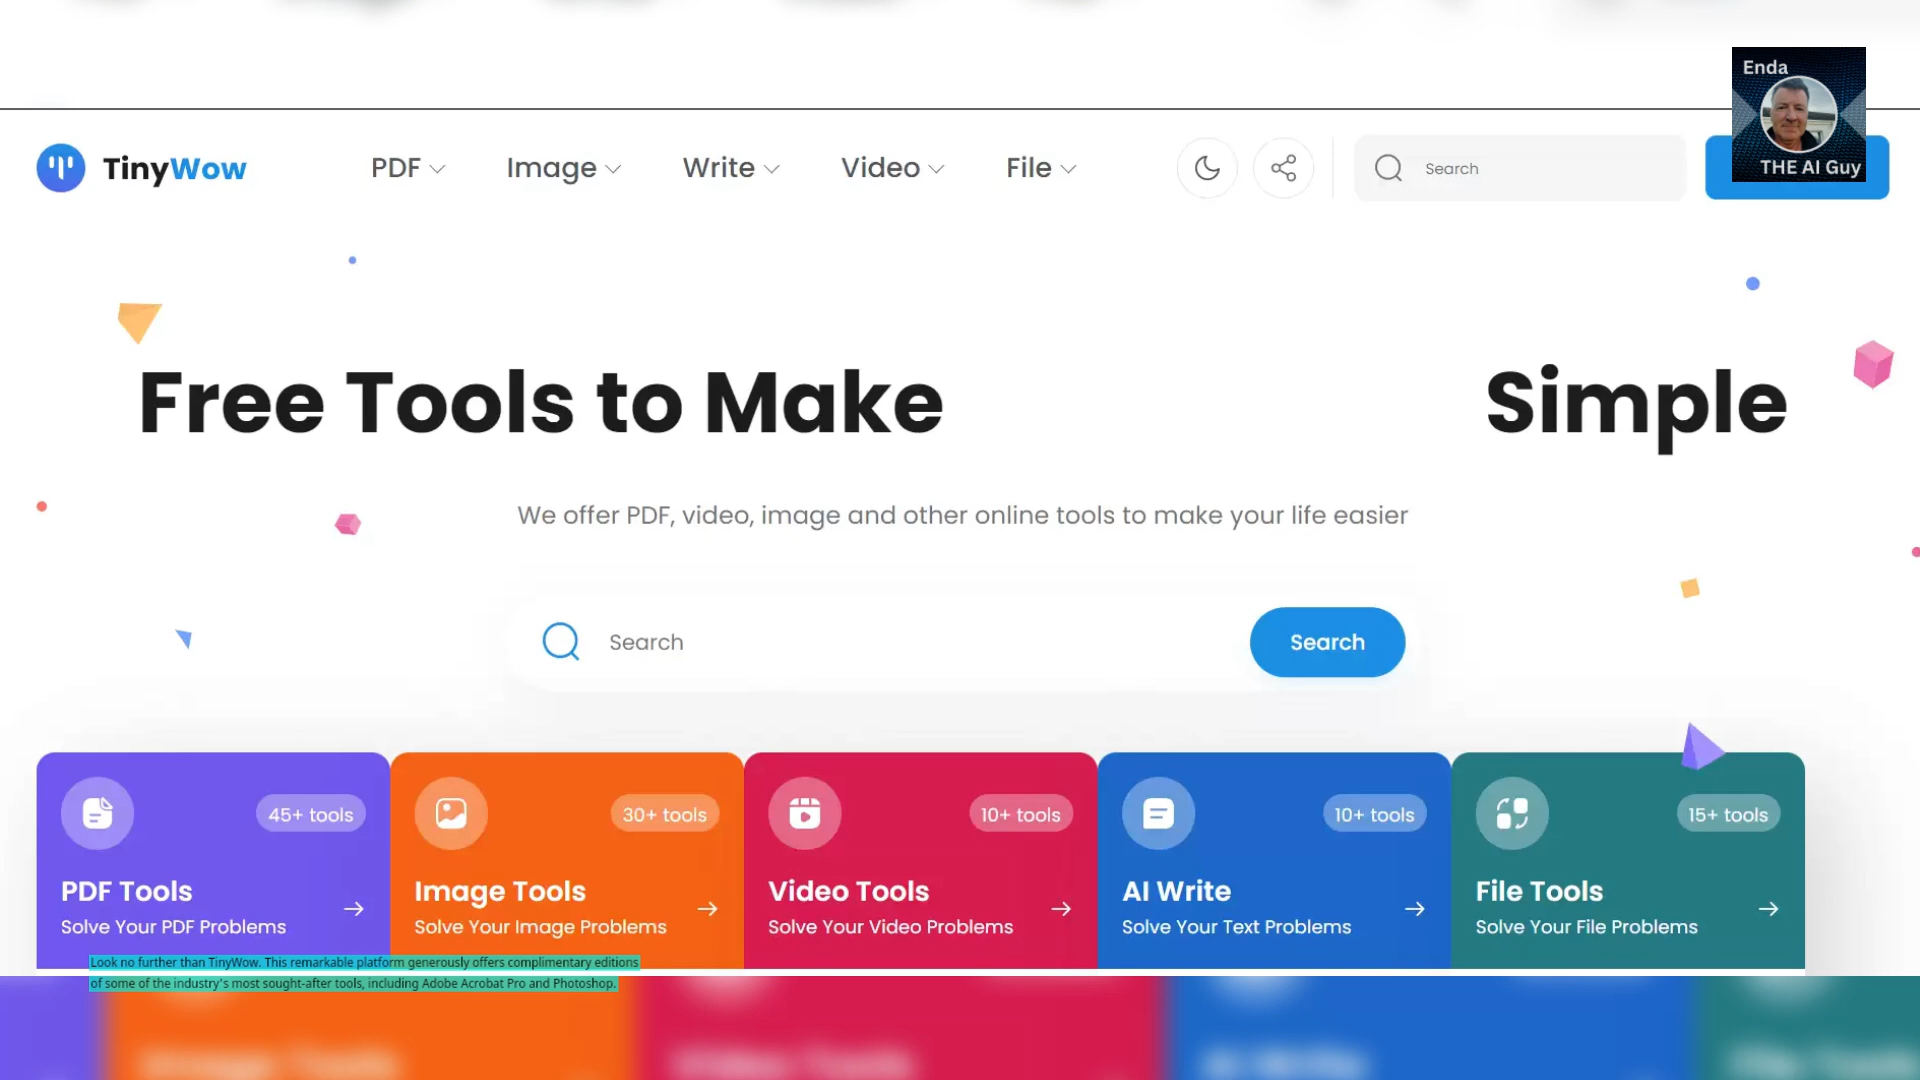 Enda
THE AI Guy
TinyWow
PDF
Image
Write
Video
File
Search
Free Tools to Make Simple
We offer PDF, video, image and other online tools to make your life easier
Search
Search
45+ tools
PDF Tools
Solve Your PDF Problems
30+ tools
Image Tools
Solve Your Image Problems
10+ tools
Video Tools
Solve Your Video Problems
10+ tools
AI Write
Solve Your Text Problems
15+ tools
File Tools
Solve Your File Problems
Look no further than TinyWow. This remarkable platform generously offers complimentary editions
of some of the industry's most sought-after tools, including Adobe Acrobat Pro and Photoshop.